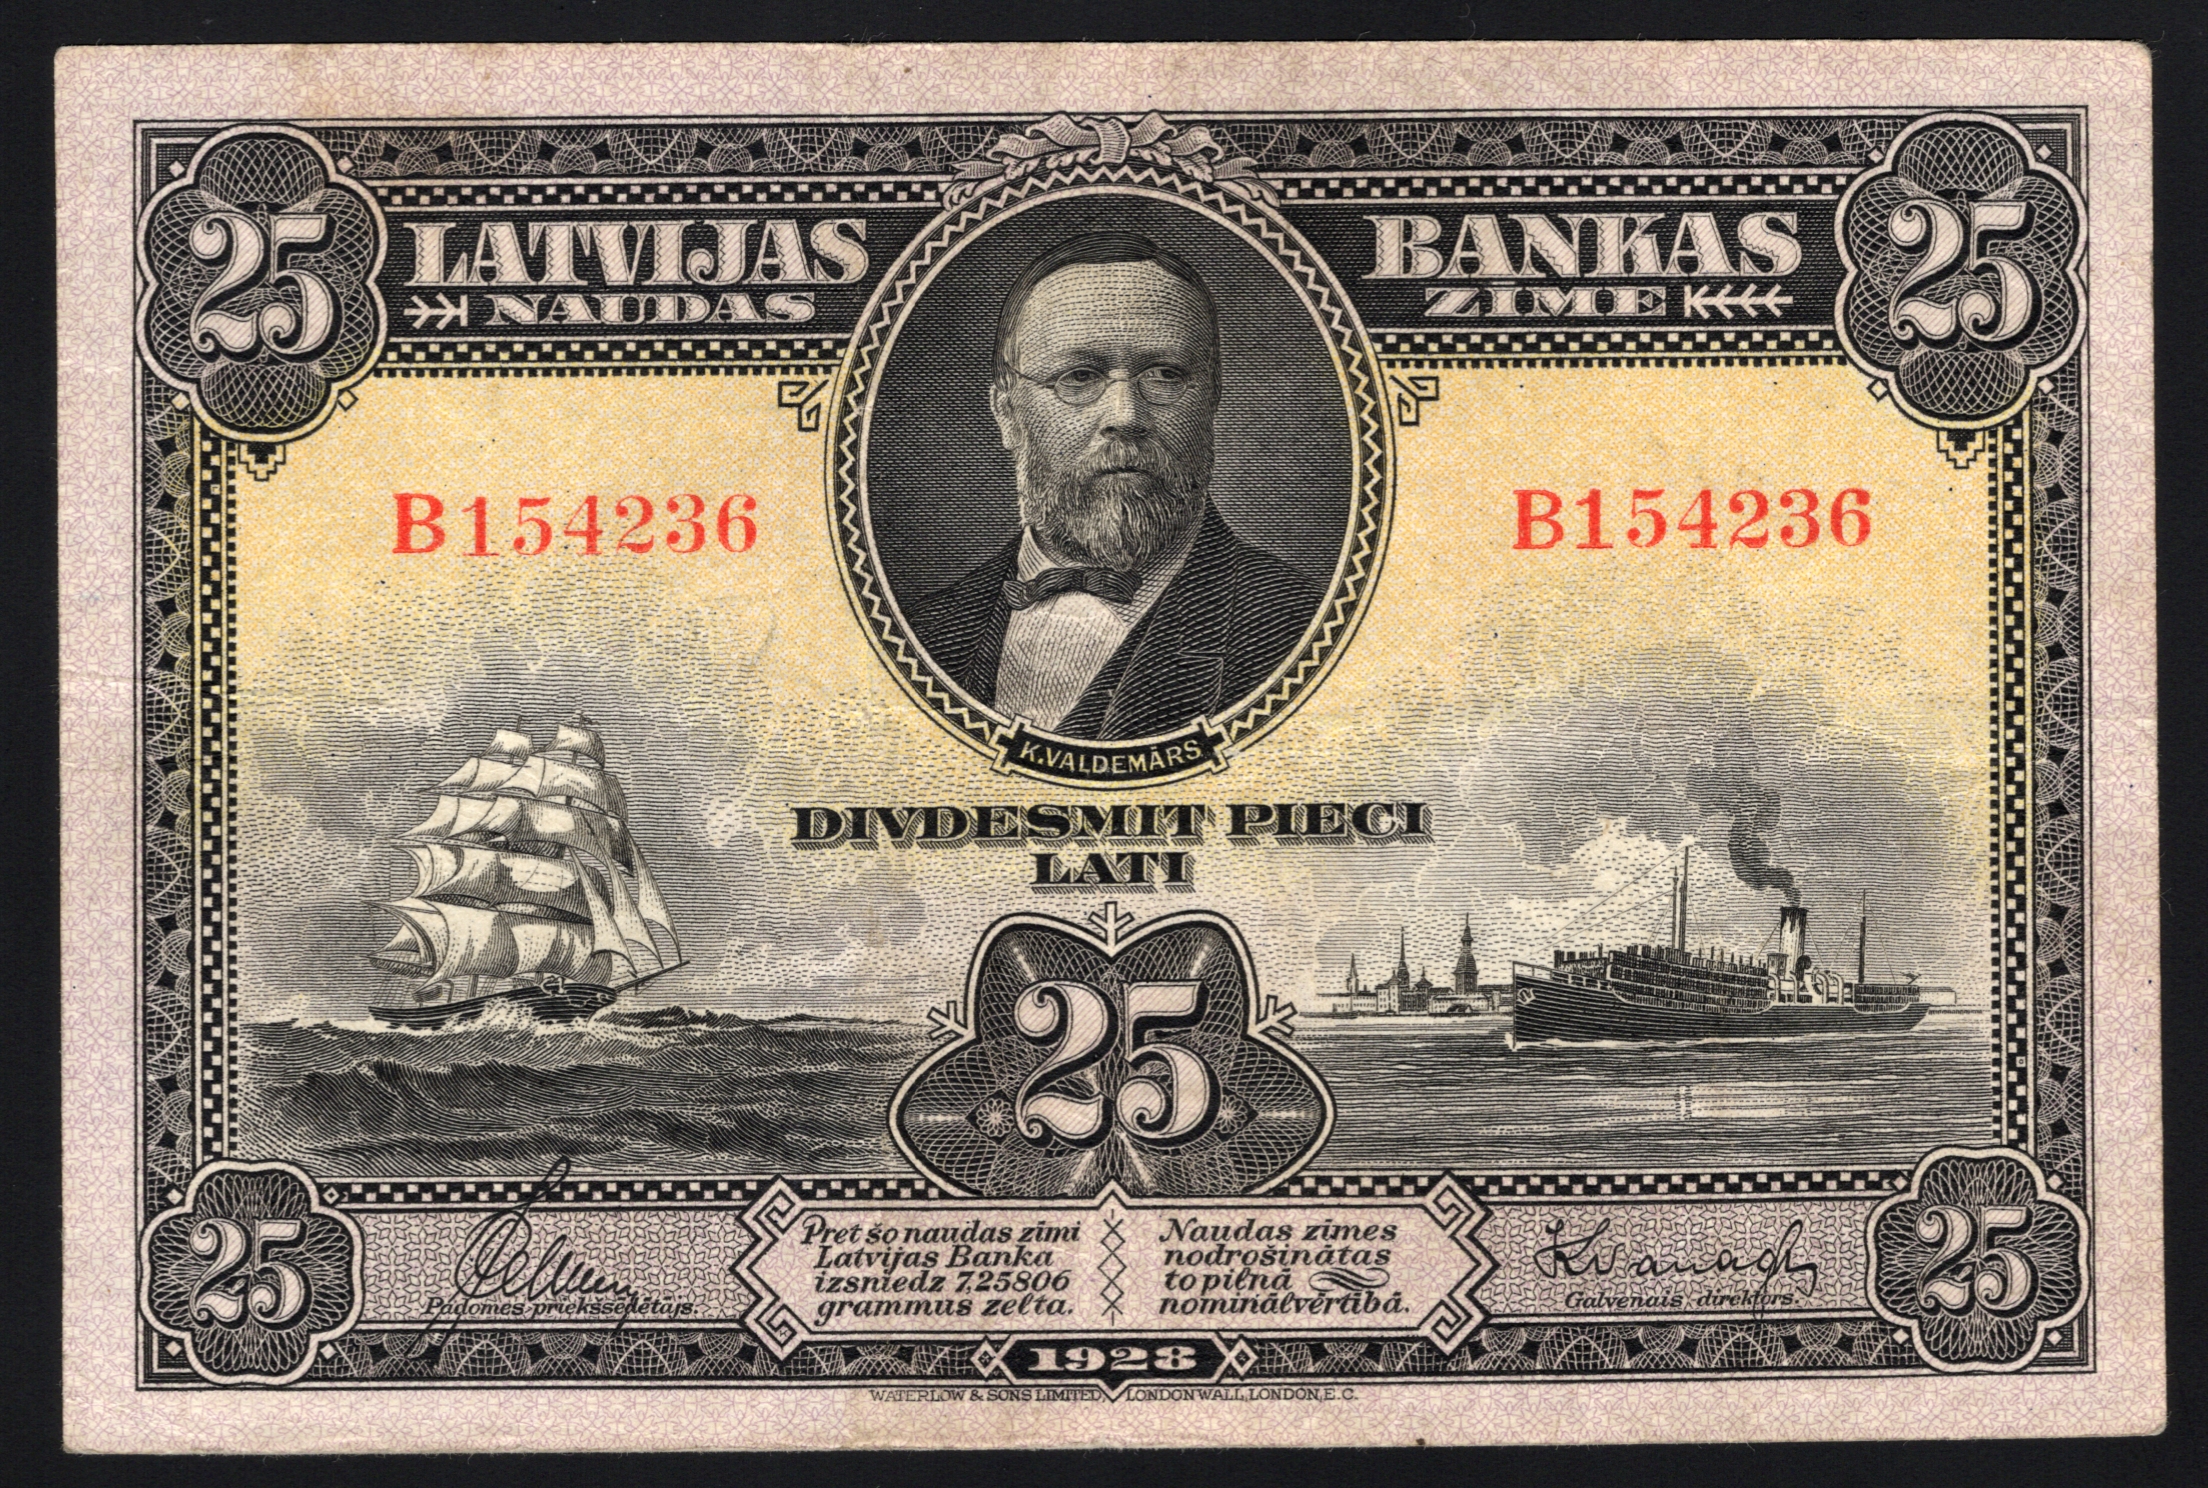 25 LATVIJAS BANKAS 25
NAUDAS ZĪME
B154236 B154236
K.VALDEMĀRS.
DIVDESMIT PIECI
LATI
25
25 25
Pret šo naudas zīmi
Latvijas Banka
izsniedz 7,25806
grammus zelta.
Naudas zīmes
nodrošinātas
to pilnā
nominālvērtībā.
Padomes priekšsēdētājs.
Galvenais direktors.
1928
WATERLOW & SONS LIMITED, LONDON WALL, LONDON, E.C.